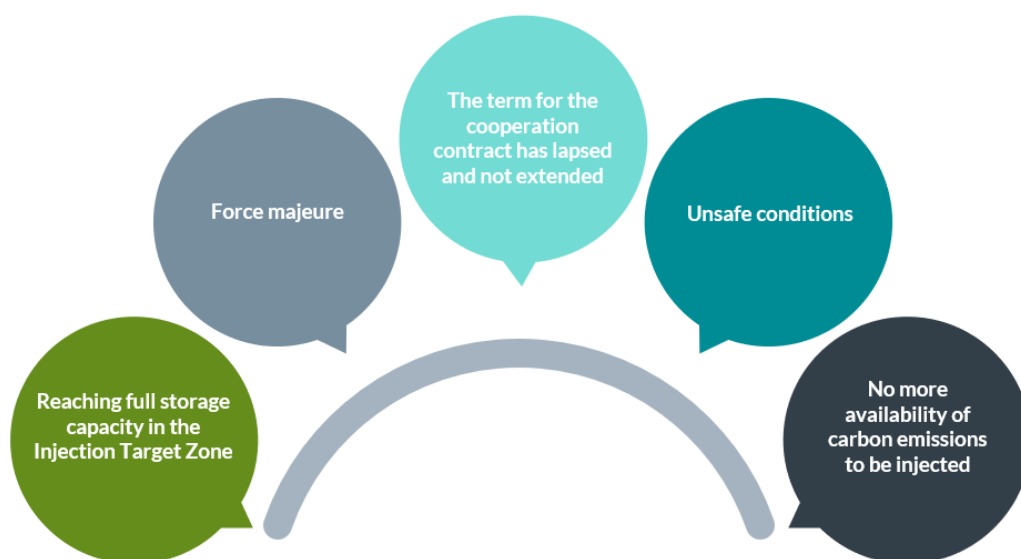 Reaching full storage
capacity in the
Injection Target Zone
Force majeure
The term for the
cooperation
contract has lapsed
and not extended
Unsafe conditions
No more
availability of
carbon emissions
to be injected